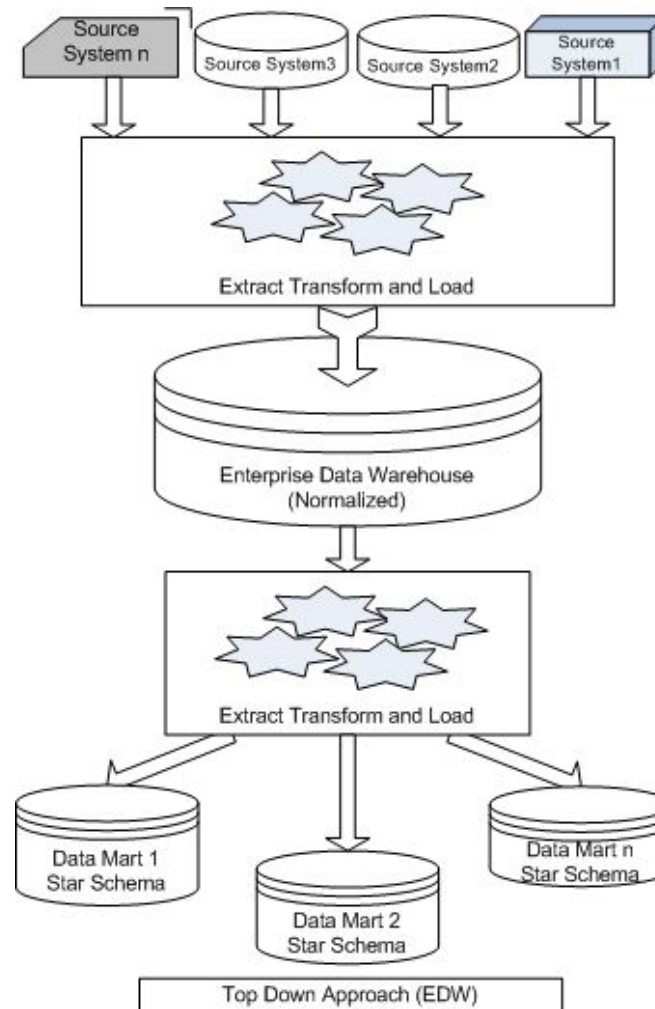 Source
System n
Source System3
Source System2
Source
System1
Extract Transform and Load
Enterprise Data Warehouse
(Normalized)
Extract Transform and Load
Data Mart 1
Star Schema
Data Mart 2
Star Schema
Data Mart n
Star Schema
Top Down Approach (EDW)